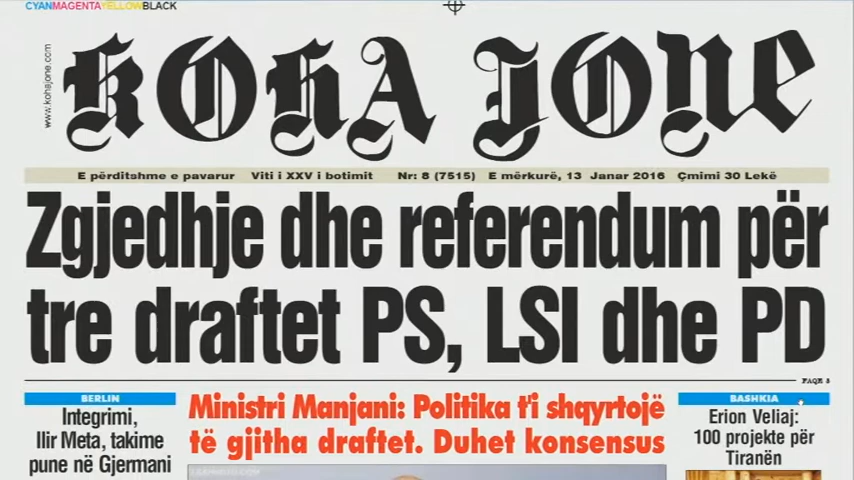 CYANMAGENTAYELLOWBLACK
www.kohajone.com
KOHA JONE
E përditshme e pavarur Viti i XXV i botimit Nr: 8 (7515) E mërkurë, 13 Janar 2016 Çmimi 30 Lekë
Zgjedhje dhe referendum për
tre draftet PS, LSI dhe PD
FAQE 5
BERLIN
Integrimi,
Ilir Meta, takime
pune në Gjermani
Ministri Manjani: Politika t'i shqyrtojë
të gjitha draftet. Duhet konsensus
BASHKIA
Erion Veliaj:
100 projekte për
Tiranën